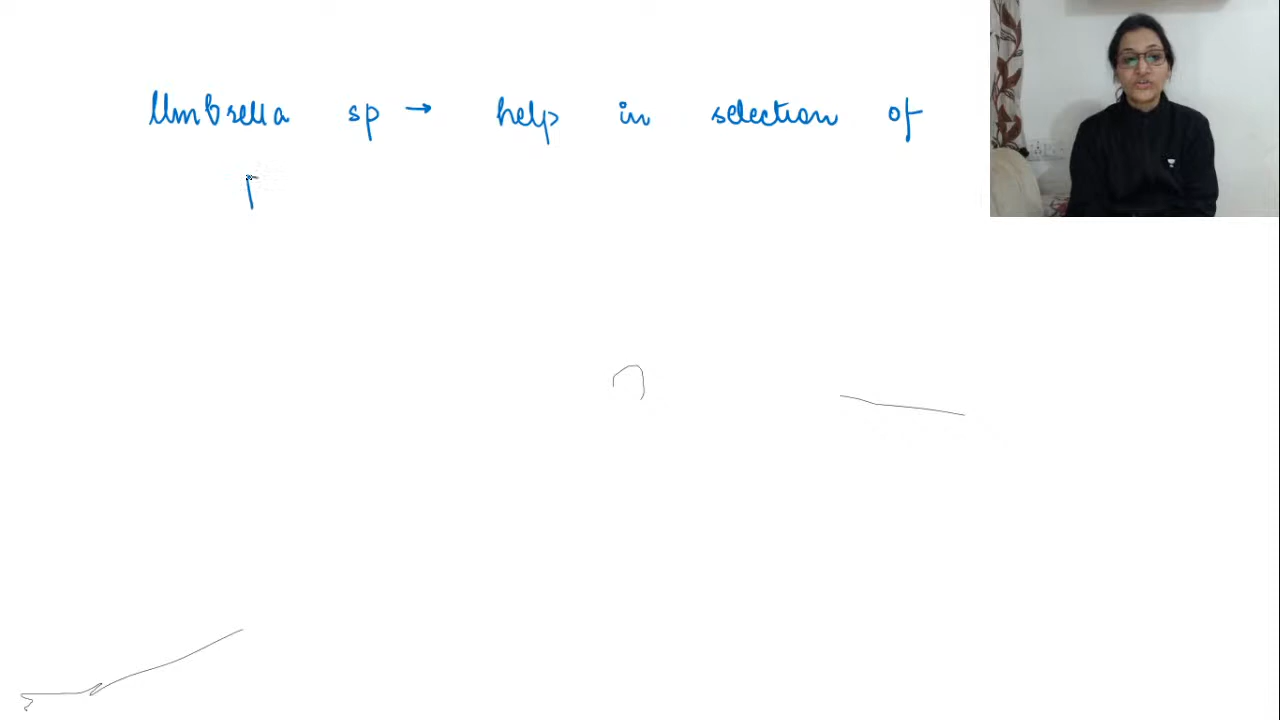 Umbrella sp → help in selection of